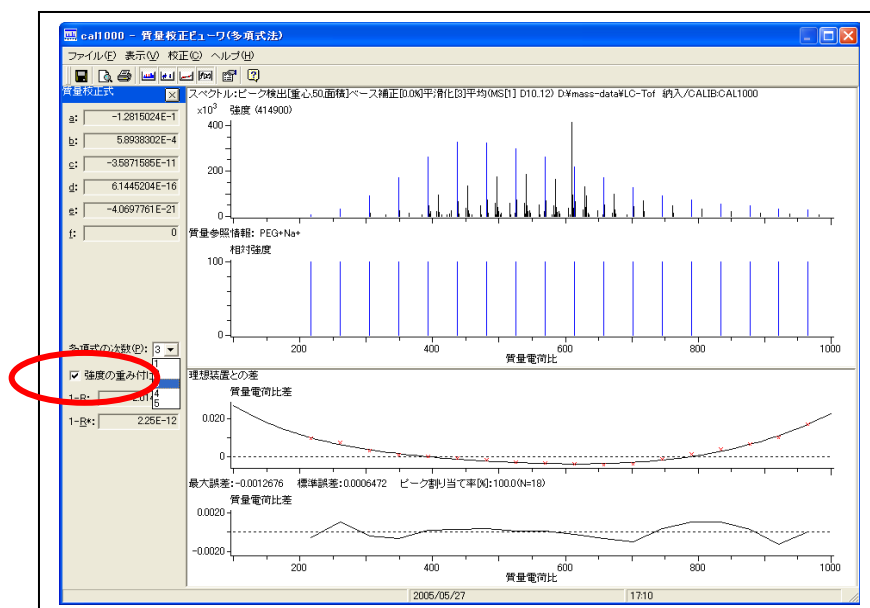 cal1000 - 質量校正ビューワ(多項式法)
ファイル(F) 表示(V) 校正(C) ヘルプ(H)
質量校正式
a: -1.2815024E-1
b: 5.8938302E-4
c: -3.5871585E-11
d: 6.1445204E-16
e: -4.0697761E-21
f: 0
多項式の次数(P): 3
1
4
5
強度の重み付け
1-R:
1-R*: 2.25E-12
スペクトル:ピーク検出[重心,50,面積]ベース補正[0.0%]平滑化[3]平均(MS[1] 0.10..12) D:¥mass-data¥LC-Tof 納入/CALIB:CAL1000
x10³ 強度 (414900)
400
200
0
質量参照情報: PEG+Na+
相対強度
100
0
200 400 600 800 1000
質量電荷比
理想装置との差
質量電荷比差
0.020
0
最大誤差:-0.0012676 標準誤差:0.0006472 ピーク割り当て率[%]:100.0(N=18)
質量電荷比差
0.0020
-0.0020
200 400 600 800 1000
質量電荷比
2005/05/27 17:10